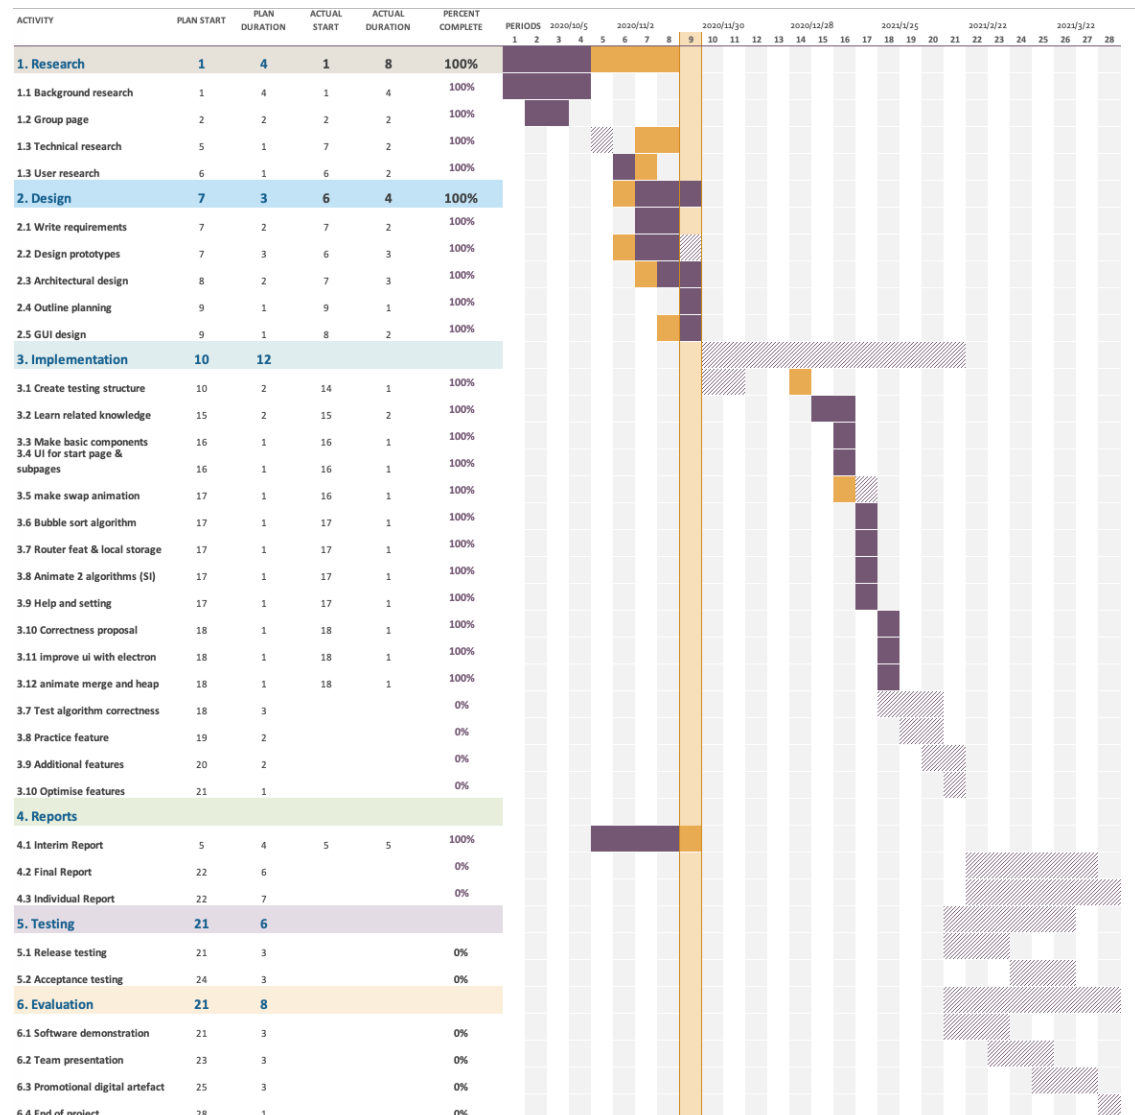 ACTIVITY PLAN START PLAN DURATION ACTUAL START ACTUAL DURATION PERCENT COMPLETE PERIODS 2020/10/5 2020/11/2 2020/11/30 2020/12/28 2021/1/25 2021/2/22 2021/3/22
1 2 3 4 5 6 7 8 9 10 11 12 13 14 15 16 17 18 19 20 21 22 23 24 25 26 27 28
1. Research 1 4 1 8 100%
1.1 Background research 1 4 1 4 100%
1.2 Group page 2 2 2 2 100%
1.3 Technical research 5 1 7 2 100%
1.3 User research 6 1 6 2 100%
2. Design 7 3 6 4 100%
2.1 Write requirements 7 2 7 2 100%
2.2 Design prototypes 7 3 6 3 100%
2.3 Architectural design 8 2 7 3 100%
2.4 Outline planning 9 1 9 1 100%
2.5 GUI design 9 1 8 2 100%
3. Implementation 10 12
3.1 Create testing structure 10 2 14 1 100%
3.2 Learn related knowledge 15 2 15 2 100%
3.3 Make basic components 16 1 16 1 100%
3.4 UI for start page &
subpages 16 1 16 1 100%
3.5 make swap animation 17 1 16 1 100%
3.6 Bubble sort algorithm 17 1 17 1 100%
3.7 Router feat & local storage 17 1 17 1 100%
3.8 Animate 2 algorithms (SI) 17 1 17 1 100%
3.9 Help and setting 17 1 17 1 100%
3.10 Correctness proposal 18 1 18 1 100%
3.11 improve ui with electron 18 1 18 1 100%
3.12 animate merge and heap 18 1 18 1 100%
3.7 Test algorithm correctness 18 3 0%
3.8 Practice feature 19 2 0%
3.9 Additional features 20 2 0%
3.10 Optimise features 21 1 0%
4. Reports
4.1 Interim Report 5 4 5 5 100%
4.2 Final Report 22 6 0%
4.3 Individual Report 22 7 0%
5. Testing 21 6
5.1 Release testing 21 3 0%
5.2 Acceptance testing 24 3 0%
6. Evaluation 21 8
6.1 Software demonstration 21 3 0%
6.2 Team presentation 23 3 0%
6.3 Promotional digital artefact 25 3 0%
6.4 End of project 28 1 0%